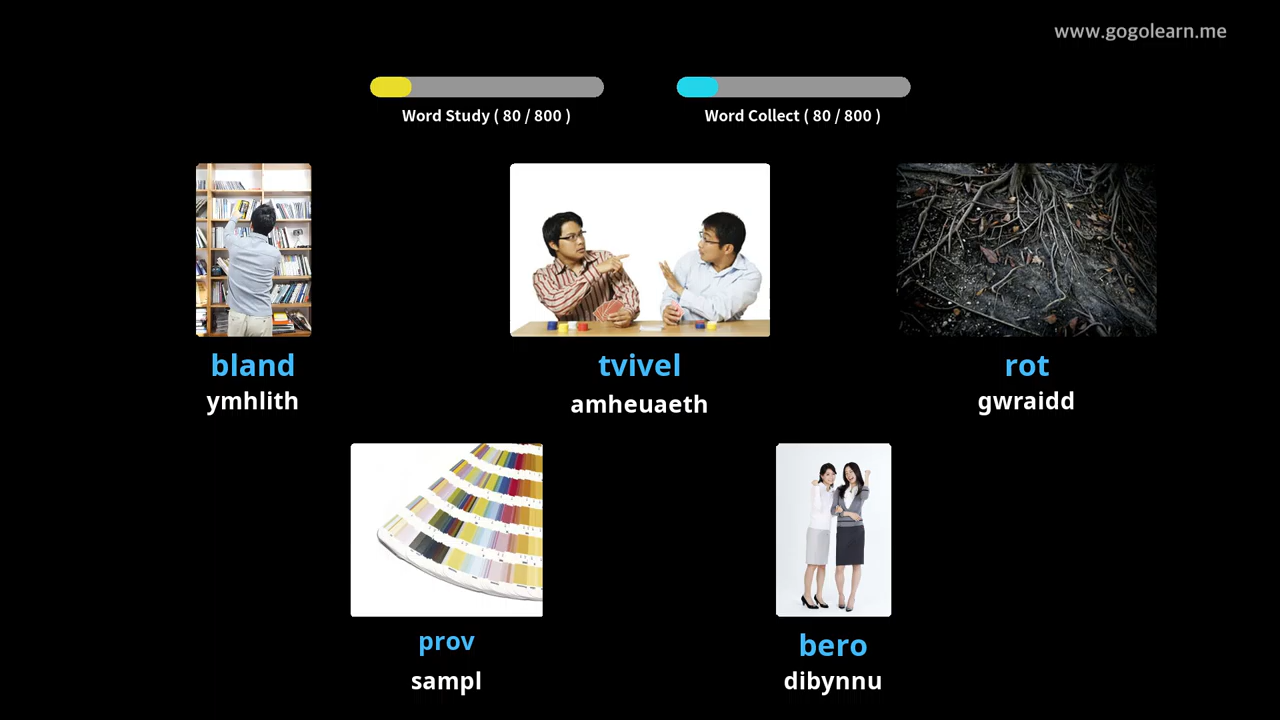 www.gogolearn.me
Word Study ( 80 / 800 )
Word Collect ( 80 / 800 )
bland
ymhlith
tvivel
amheuaeth
rot
gwraidd
prov
sampl
bero
dibynnu